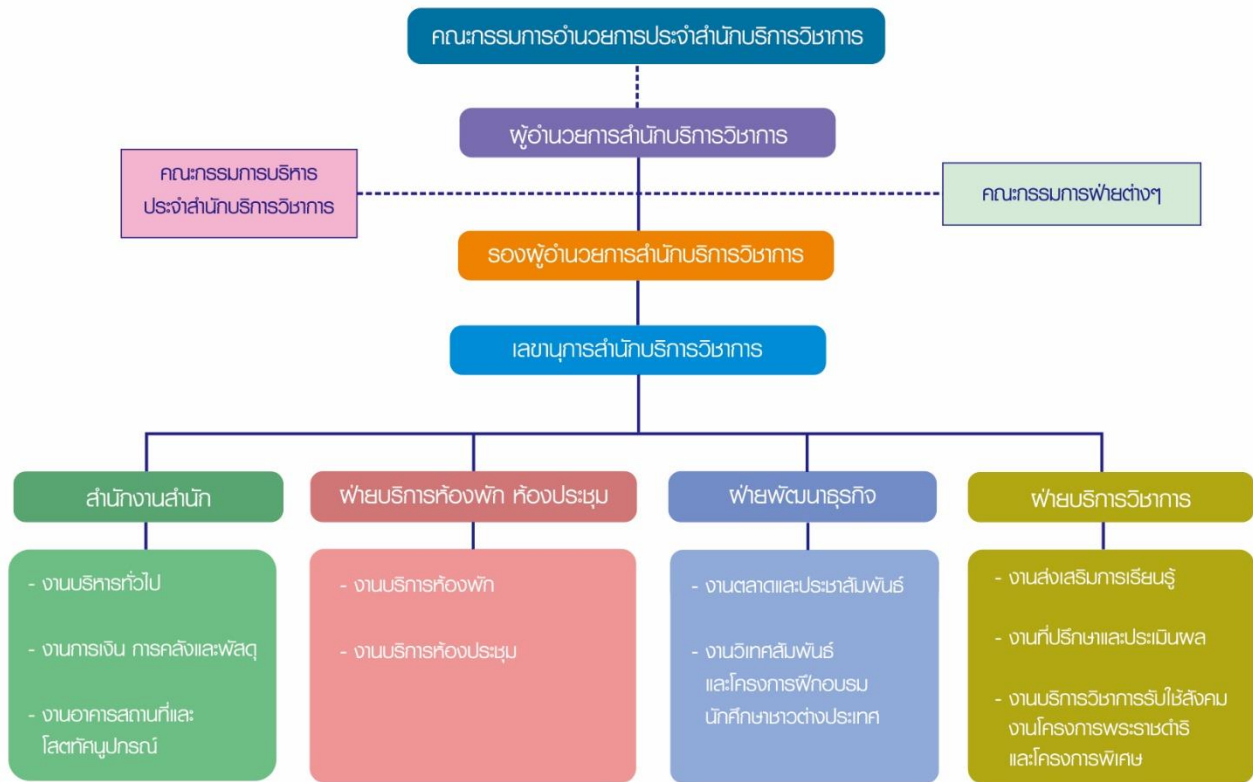 คณะกรรมการอำนวยการประจำสำนักบริการวิชาการ
ผู้อำนวยการสำนักบริการวิชาการ
คณะกรรมการบริหาร
ประจำสำนักบริการวิชาการ
คณะกรรมการฝ่ายต่างๆ
รองผู้อำนวยการสำนักบริการวิชาการ
เลขานุการสำนักบริการวิชาการ
สำนักงานสำนัก
- งานบริหารทั่วไป
- งานการเงิน การคลังและพัสดุ
- งานอาคารสถานที่และ
โสตทัศนูปกรณ์
ฝ่ายบริการห้องพัก ห้องประชุม
- งานบริการห้องพัก
- งานบริการห้องประชุม
ฝ่ายพัฒนาธุรกิจ
- งานตลาดและประชาสัมพันธ์
- งานวิเทศสัมพันธ์
และโครงการฝึกอบรม
นักศึกษาชาวต่างประเทศ
ฝ่ายบริการวิชาการ
- งานส่งเสริมการเรียนรู้
- งานที่ปรึกษาและประเมินผล
- งานบริการวิชาการรับใช้สังคม
งานโครงการพระราชดำริ
และโครงการพิเศษ